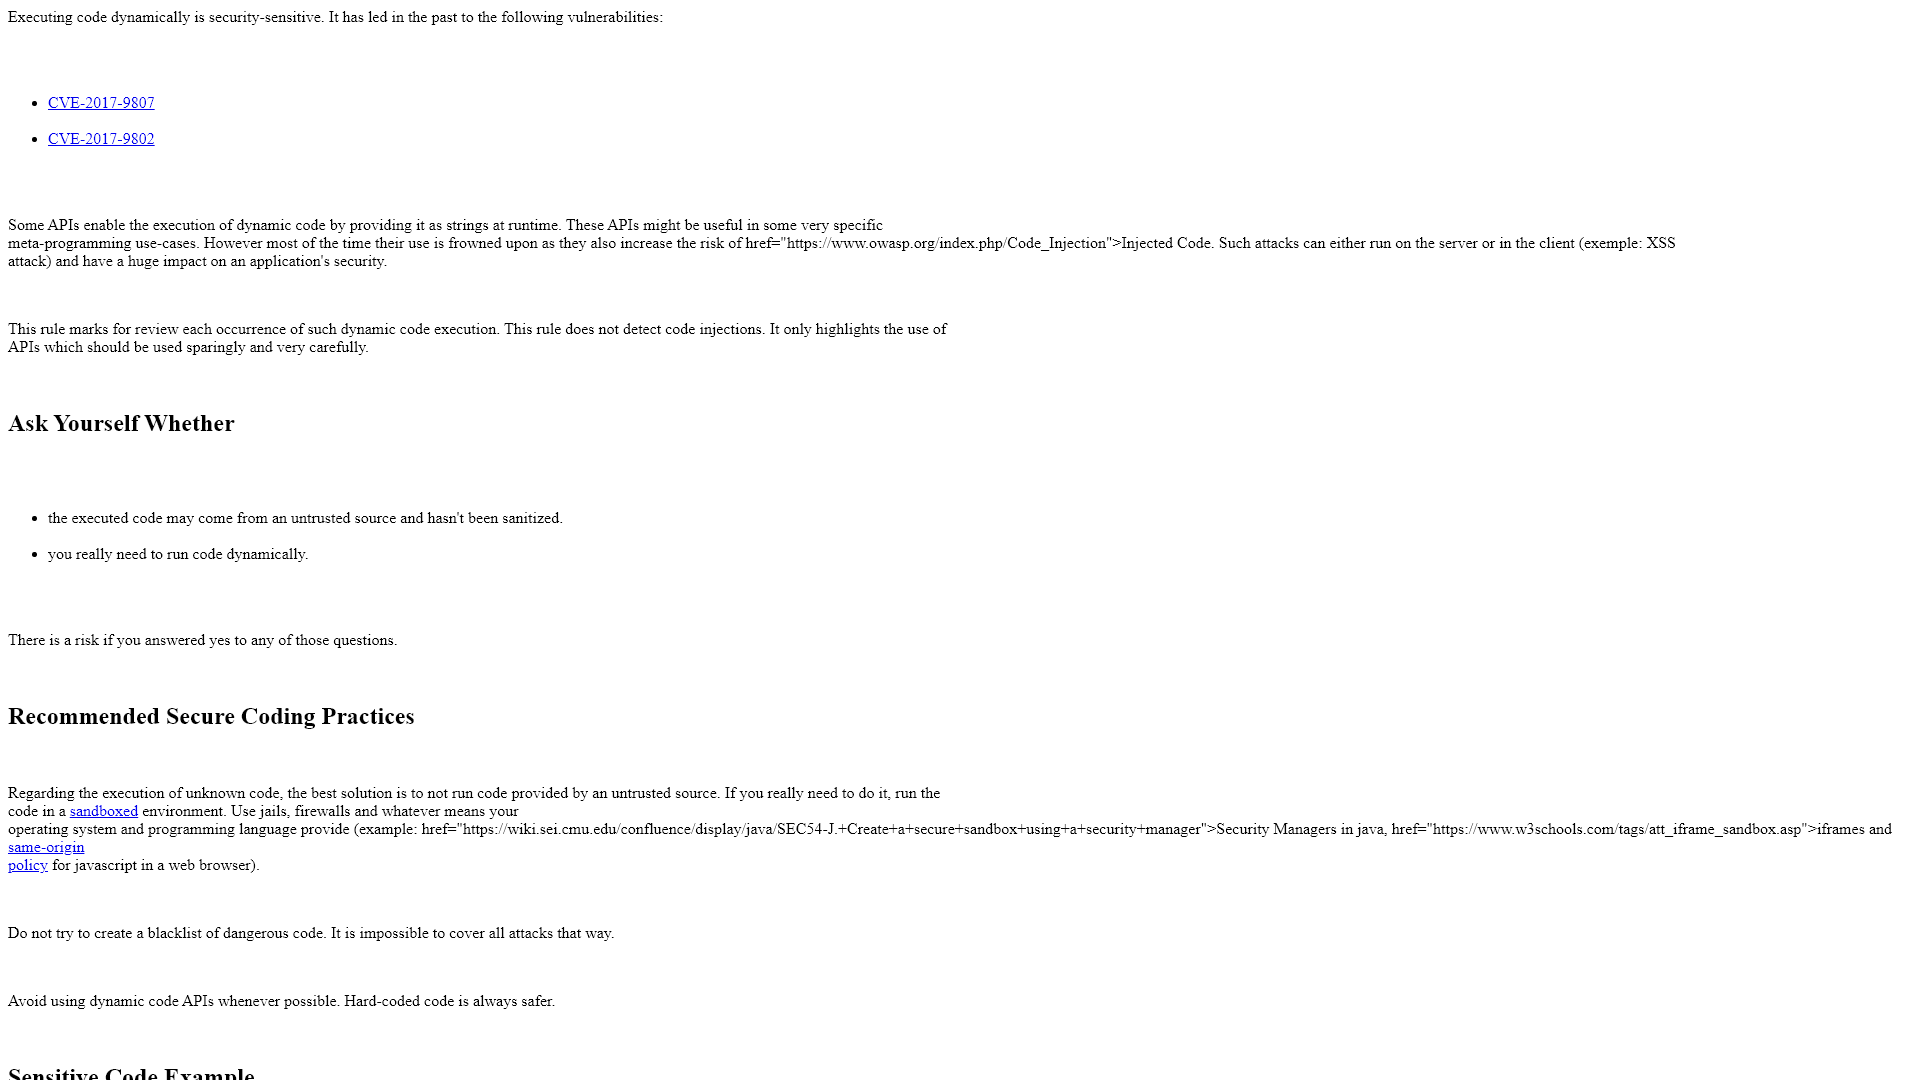 Executing code dynamically is security-sensitive. It has led in the past to the following vulnerabilities:
CVE-2017-9807
CVE-2017-9802
Some APIs enable the execution of dynamic code by providing it as strings at runtime. These APIs might be useful in some very specific
meta-programming use-cases. However most of the time their use is frowned upon as they also increase the risk of href="https://www.owasp.org/index.php/Code_Injection">Injected Code. Such attacks can either run on the server or in the client (exemple: XSS
attack) and have a huge impact on an application's security.
This rule marks for review each occurrence of such dynamic code execution. This rule does not detect code injections. It only highlights the use of
APIs which should be used sparingly and very carefully.
Ask Yourself Whether
the executed code may come from an untrusted source and hasn't been sanitized.
you really need to run code dynamically.
There is a risk if you answered yes to any of those questions.
Recommended Secure Coding Practices
Regarding the execution of unknown code, the best solution is to not run code provided by an untrusted source. If you really need to do it, run the
code in a sandboxed environment. Use jails, firewalls and whatever means your
operating system and programming language provide (example: href="https://wiki.sei.cmu.edu/confluence/display/java/SEC54-J.+Create+a+secure+sandbox+using+a+security+manager">Security Managers in java, href="https://www.w3schools.com/tags/att_iframe_sandbox.asp">iframes and
same-origin
policy for javascript in a web browser).
Do not try to create a blacklist of dangerous code. It is impossible to cover all attacks that way.
Avoid using dynamic code APIs whenever possible. Hard-coded code is always safer.
Sensitive Code Example